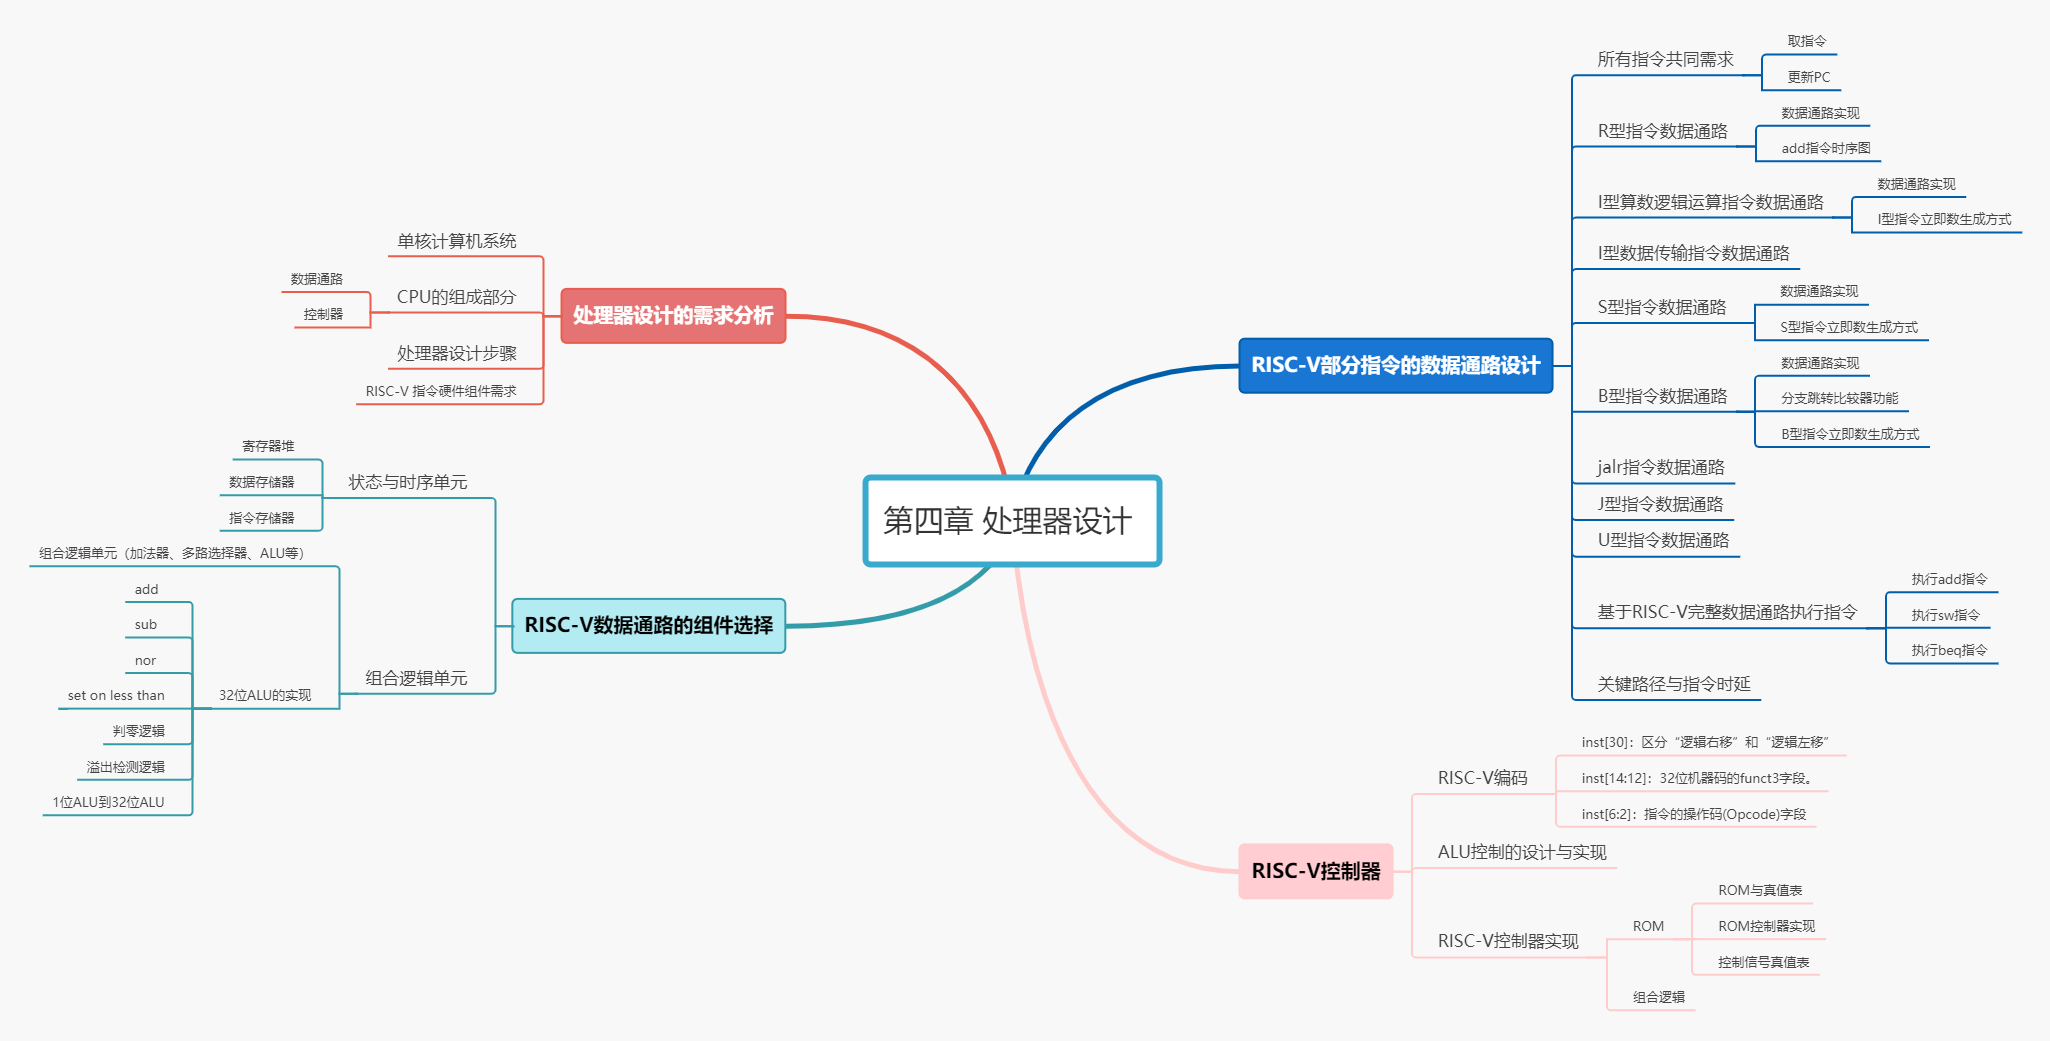 第四章 处理器设计
处理器设计的需求分析
单核计算机系统
CPU的组成部分
数据通路
控制器
处理器设计步骤
RISC-V 指令硬件组件需求
RISC-V数据通路的组件选择
状态与时序单元
寄存器堆
数据存储器
指令存储器
组合逻辑单元
组合逻辑单元（加法器、多路选择器、ALU等）
32位ALU的实现
add
sub
nor
set on less than
判零逻辑
溢出检测逻辑
1位ALU到32位ALU
RISC-V部分指令的数据通路设计
所有指令共同需求
取指令
更新PC
R型指令数据通路
数据通路实现
add指令时序图
I型算数逻辑运算指令数据通路
数据通路实现
I型指令立即数生成方式
I型数据传输指令数据通路
S型指令数据通路
数据通路实现
S型指令立即数生成方式
B型指令数据通路
数据通路实现
分支跳转比较器功能
B型指令立即数生成方式
jalr指令数据通路
J型指令数据通路
U型指令数据通路
基于RISC-V完整数据通路执行指令
执行add指令
执行sw指令
执行beq指令
关键路径与指令时延
RISC-V控制器
RISC-V编码
inst[30]：区分“逻辑右移”和“逻辑左移”
inst[14:12]：32位机器码的funct3字段。
inst[6:2]：指令的操作码(Opcode)字段
ALU控制的设计与实现
RISC-V控制器实现
ROM
ROM与真值表
ROM控制器实现
控制信号真值表
组合逻辑